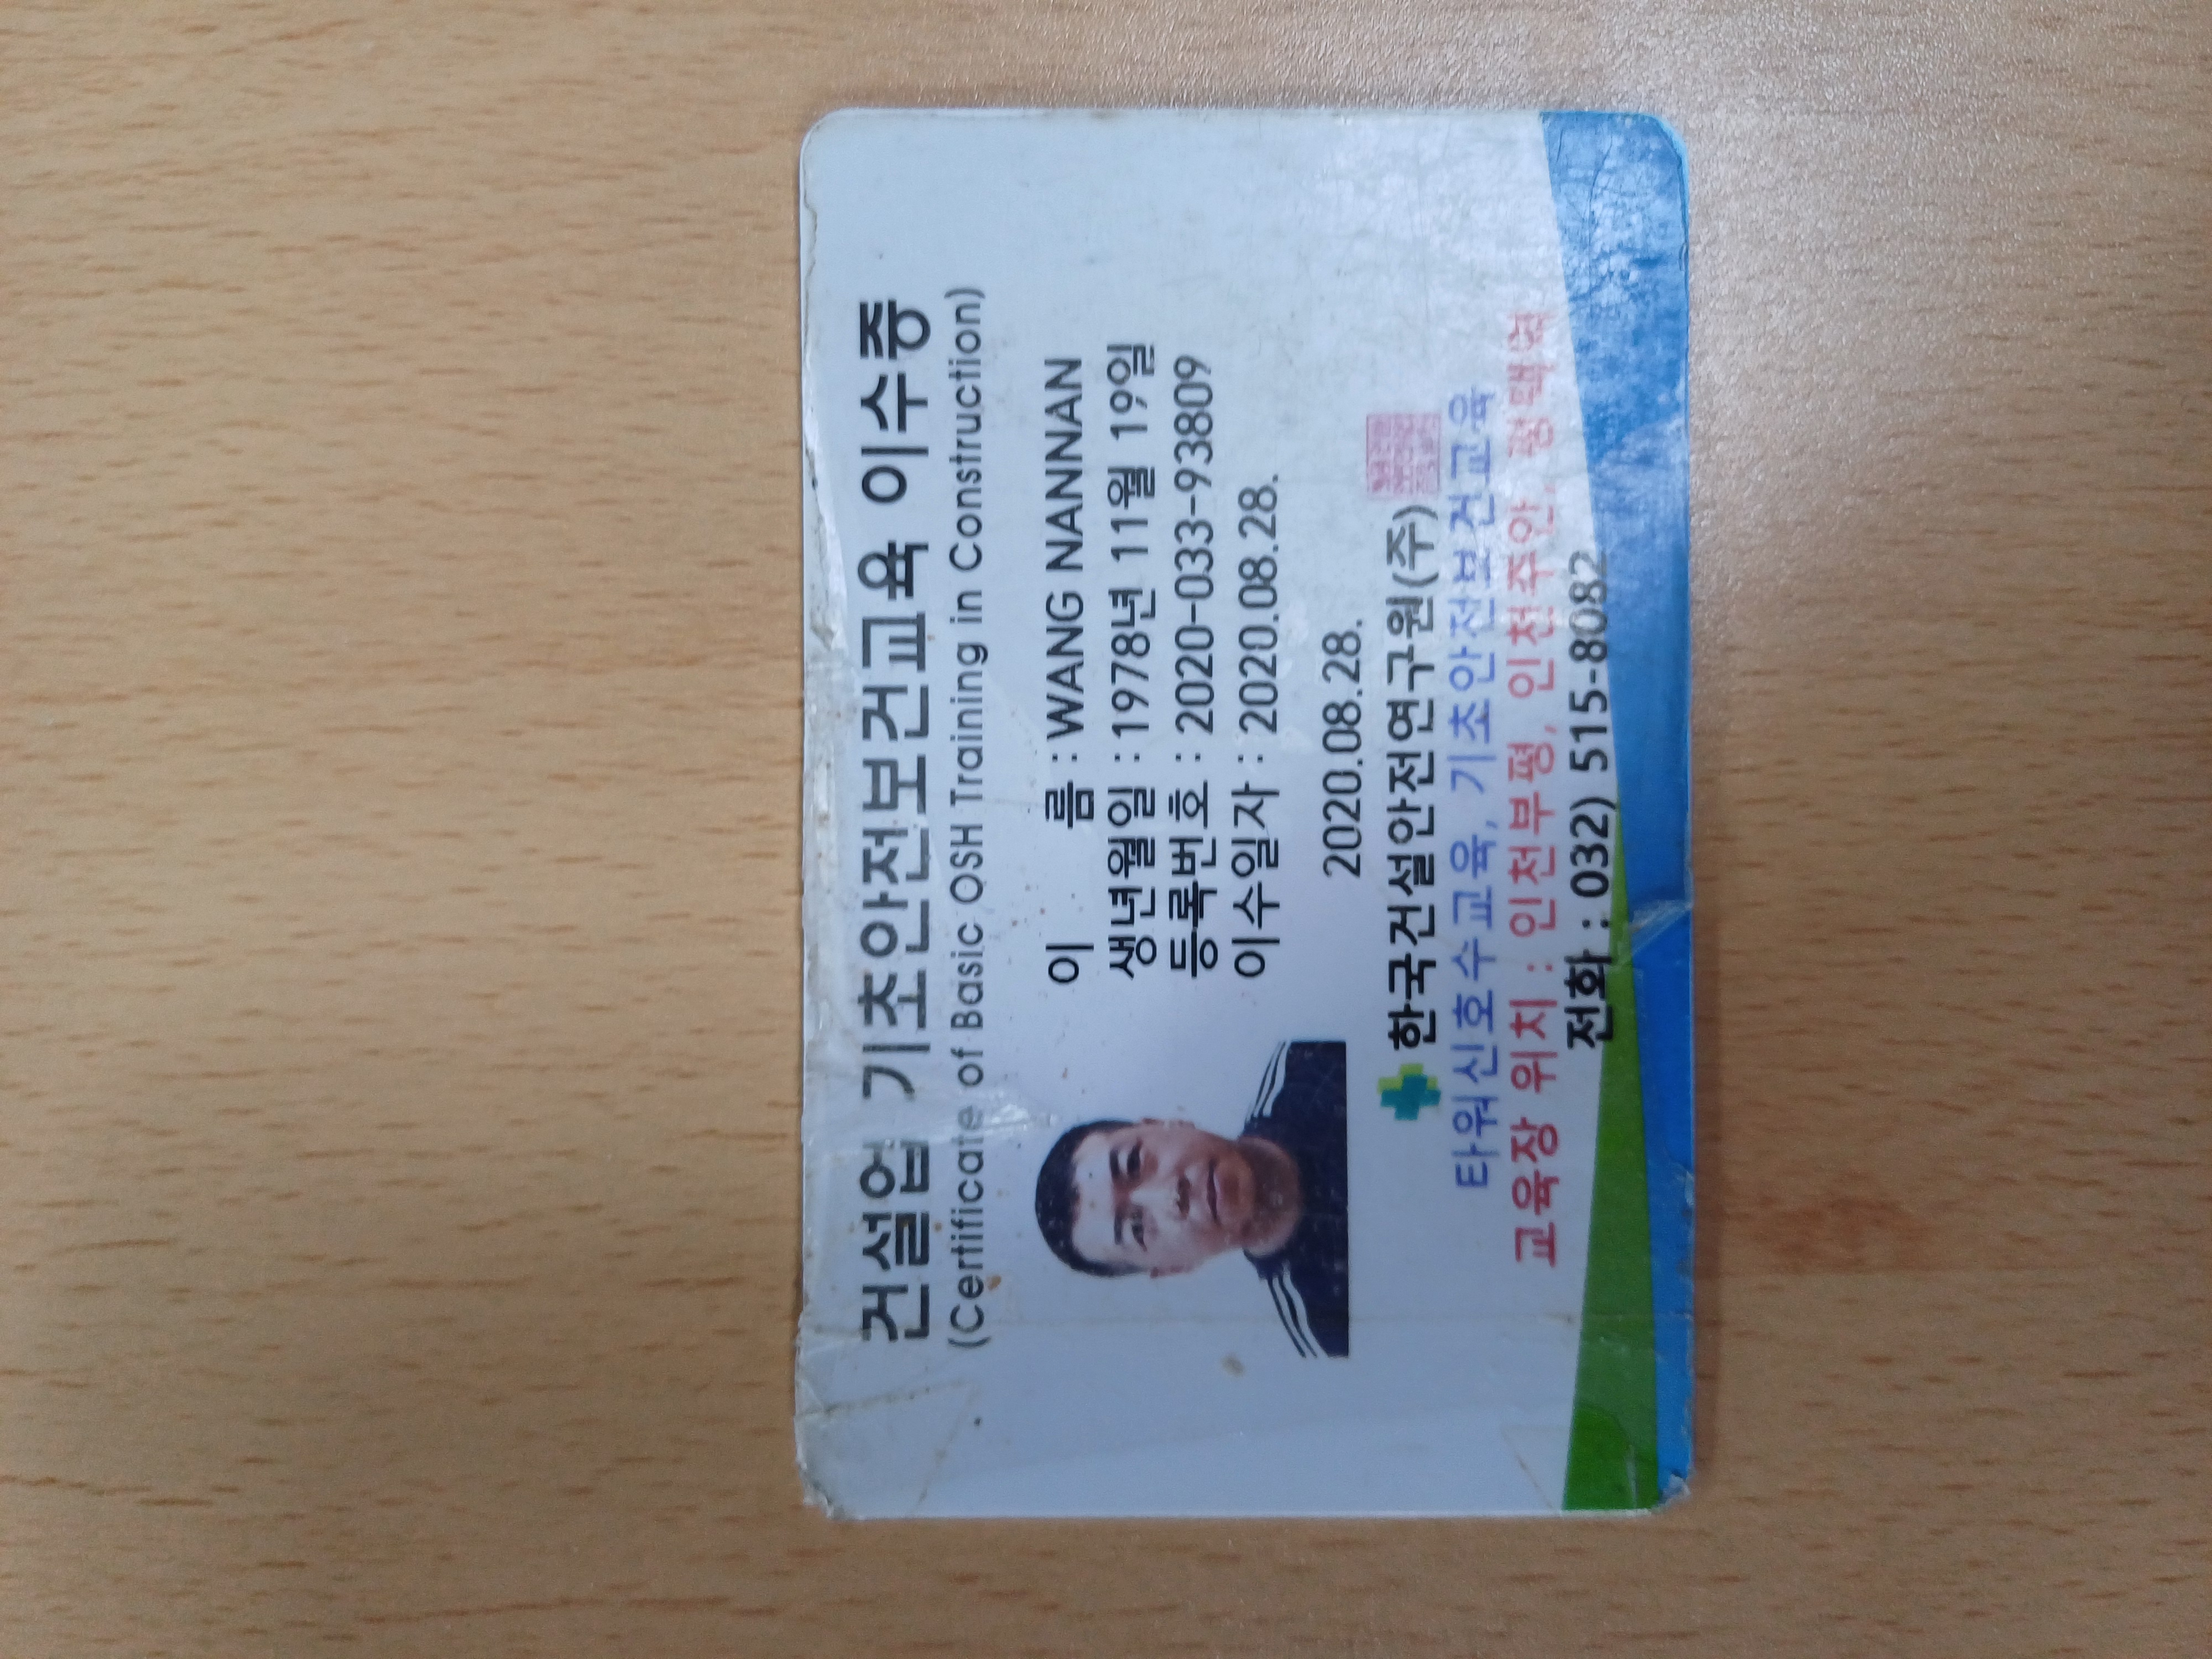 건설업 기초안전보건교육 이수증
(Certificate of Basic OSH Training in Construction)
이 름 : WANG NANNAN
생년월일 : 1978년 11월 19일
등록번호 : 2020-033-93809
이수일자 : 2020.08.28.
2020.08.28.
한국건설안전연구원(주)
타워신호수교육, 기초안전보건교육
교육장 위치 : 인천부평, 인천주안, 평택역
전화 : 032) 515-8082